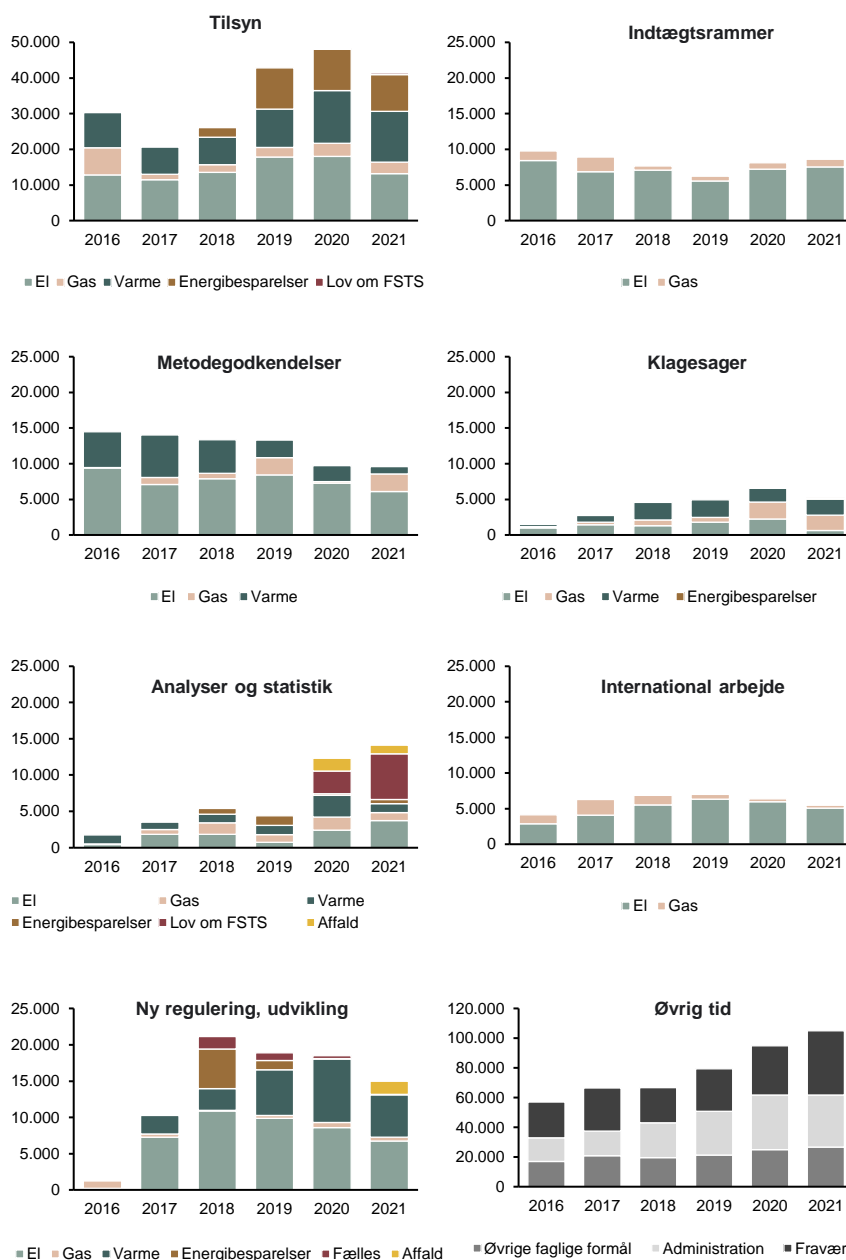 Tilsyn
50.000
40.000
30.000
20.000
10.000
0
2016 2017 2018 2019 2020 2021
El Gas Varme Energibesparelser Lov om FSTS
Indtægtsrammer
25.000
20.000
15.000
10.000
5.000
0
2016 2017 2018 2019 2020 2021
El Gas
Metodegodkendelser
25.000
20.000
15.000
10.000
5.000
0
2016 2017 2018 2019 2020 2021
El Gas Varme
Klagesager
25.000
20.000
15.000
10.000
5.000
0
2016 2017 2018 2019 2020 2021
El Gas Varme Energibesparelser
Analyser og statistik
25.000
20.000
15.000
10.000
5.000
0
2016 2017 2018 2019 2020 2021
El Gas Varme
Energibesparelser Lov om FSTS Affald
International arbejde
25.000
20.000
15.000
10.000
5.000
0
2016 2017 2018 2019 2020 2021
El Gas
Ny regulering, udvikling
25.000
20.000
15.000
10.000
5.000
0
2016 2017 2018 2019 2020 2021
El Gas Varme Energibesparelser Fælles Affald
Øvrig tid
120.000
100.000
80.000
60.000
40.000
20.000
0
2016 2017 2018 2019 2020 2021
Øvrige faglige formål Administration Fravær